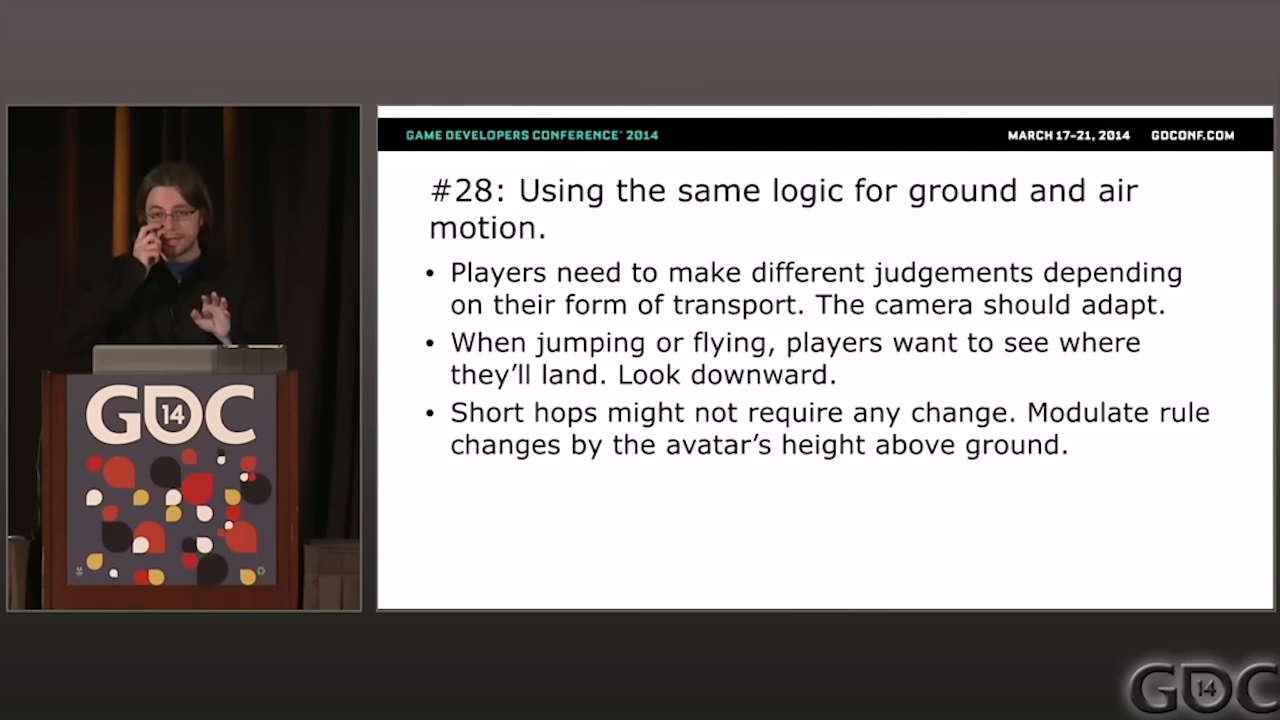 GAME DEVELOPERS CONFERENCE® 2014
MARCH 17-21, 2014 GDCONF.COM
#28: Using the same logic for ground and air
motion.
• Players need to make different judgements depending
on their form of transport. The camera should adapt.
• When jumping or flying, players want to see where
they’ll land. Look downward.
• Short hops might not require any change. Modulate rule
changes by the avatar’s height above ground.
GDC
14
GDC
14